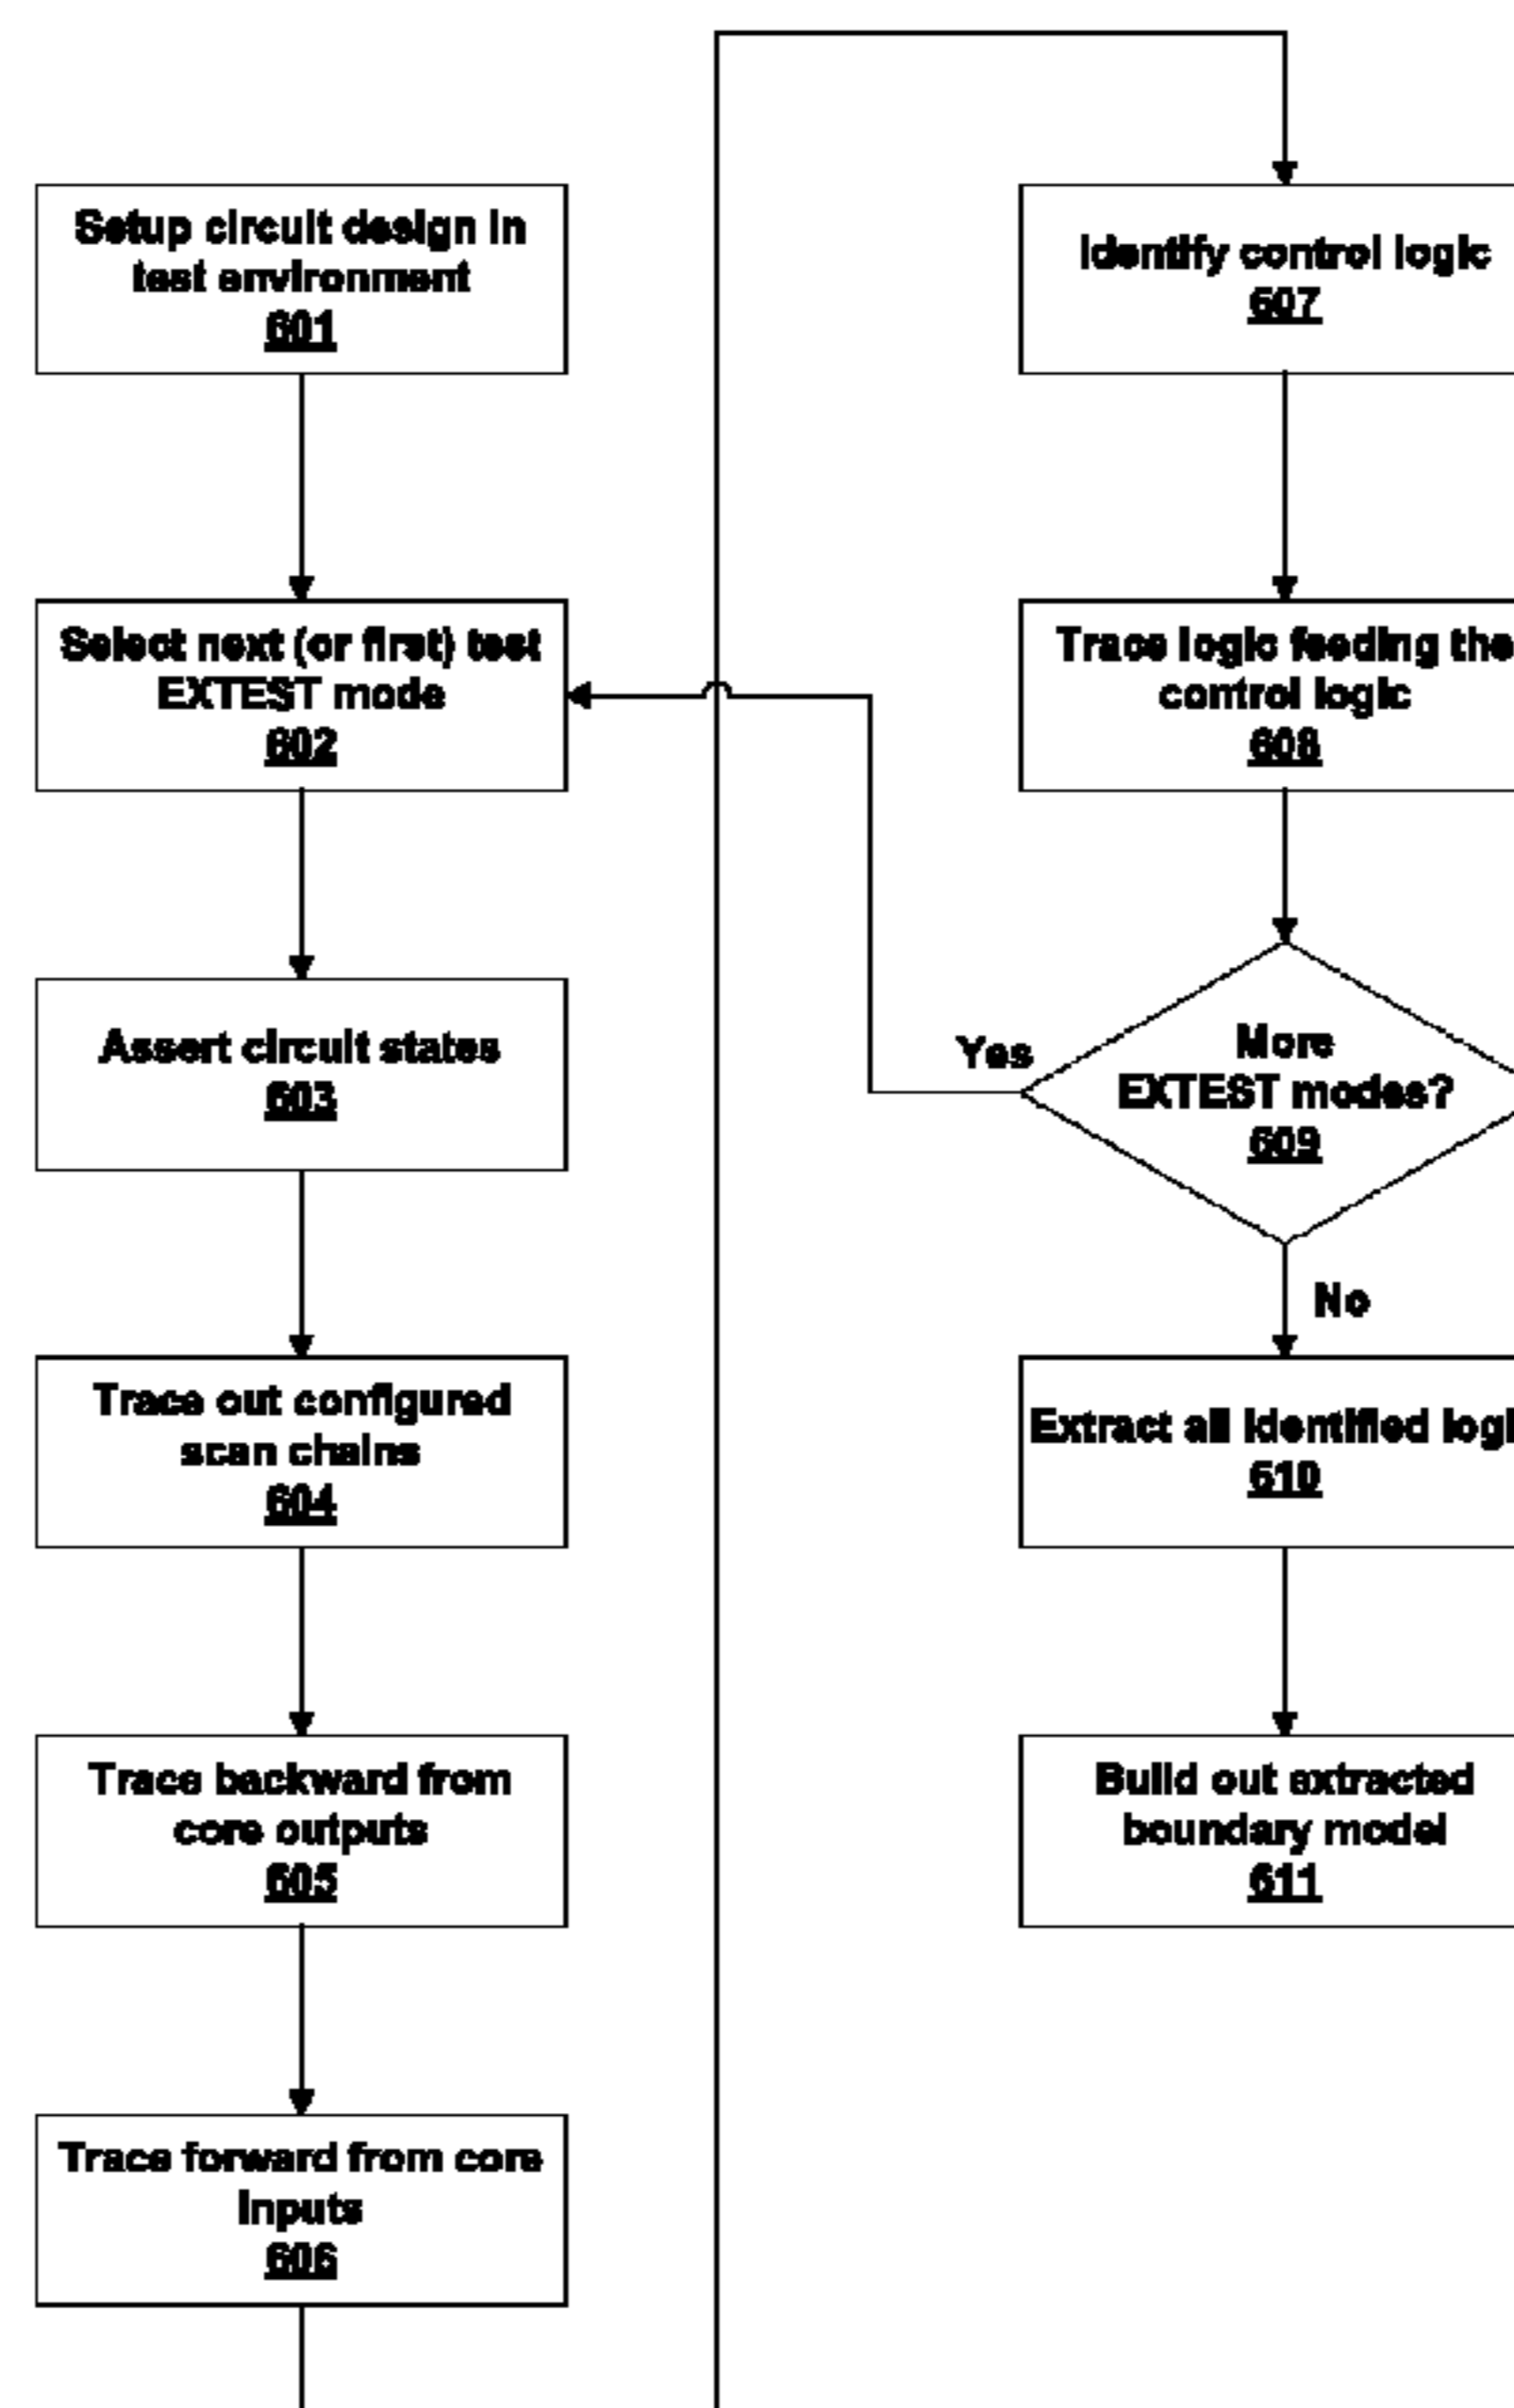 Setup circuit design in
test environment
601
Select next (or first) test
EXTEST mode
602
Assert circuit states
603
Trace out configured
scan chains
604
Trace backward from
core outputs
605
Trace forward from core
inputs
606
Identify control logic
607
Trace logic feeding the
control logic
608
More
EXTEST modes?
609
Yes
No
Extract all identified
610
Build out extracted
boundary model
611